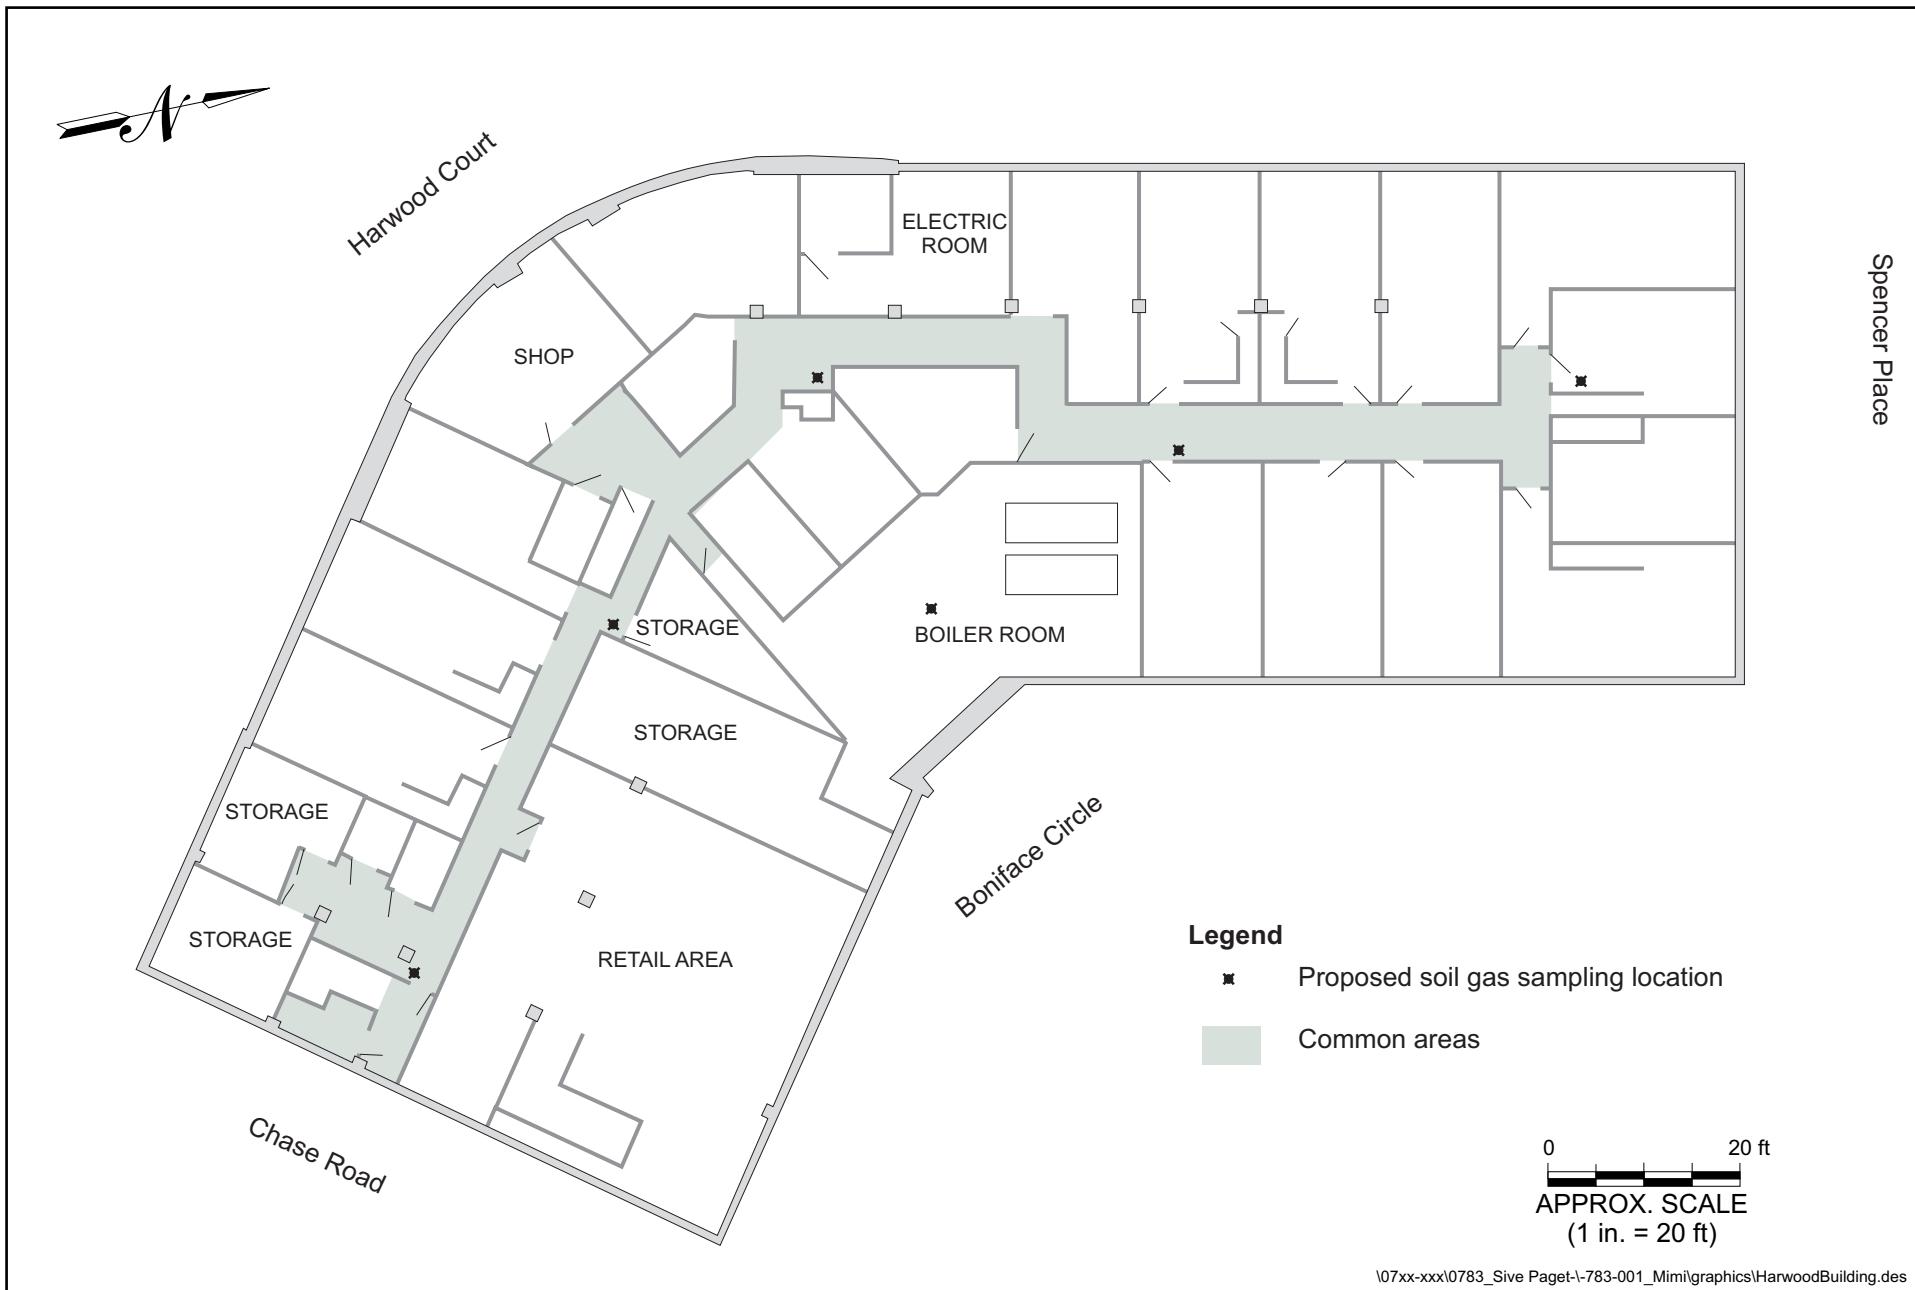 N
Harwood Court
ELECTRIC
ROOM
Spencer Place
SHOP
STORAGE
BOILER ROOM
STORAGE
STORAGE
Boniface Circle
STORAGE
RETAIL AREA
Legend
Proposed soil gas sampling location
Common areas
Chase Road
0 20 ft
APPROX. SCALE
(1 in. = 20 ft)
\07xx-xxx\0783_Sive Paget-\-783-001_Mimi\graphics\HarwoodBuilding.des